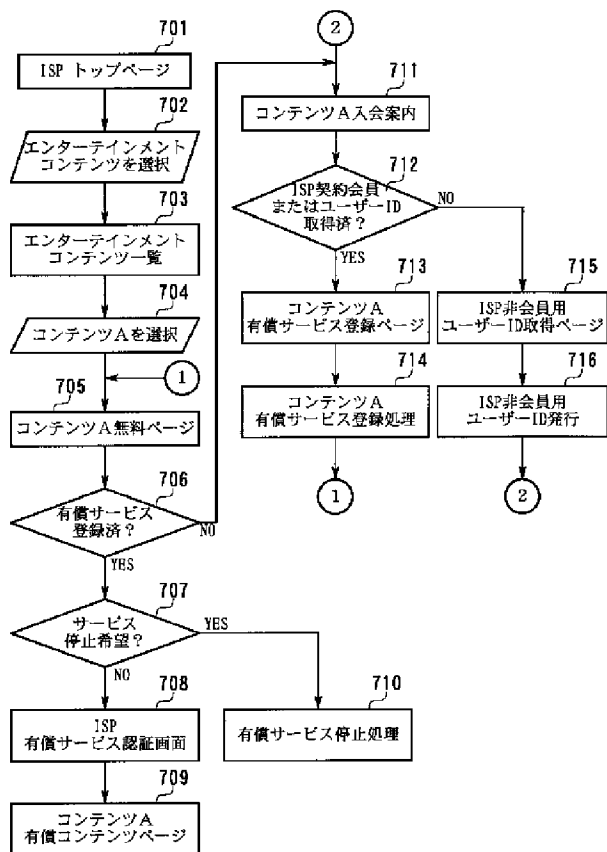 701
ISP トップページ
702
エンターテインメント
コンテンツを選択
703
エンターテインメント
コンテンツ一覧
704
コンテンツAを選択
1
705
コンテンツA無料ページ
706
有償サービス
登録済?
NO
YES
707
サービス
停止希望?
YES
NO
708
ISP
有償サービス認証画面
709
コンテンツA
有償コンテンツページ
710
有償サービス停止処理
2
711
コンテンツA入会案内
712
ISP契約会員
またはユーザーID
取得済?
NO
YES
713
コンテンツA
有償サービス登録ページ
714
コンテンツA
有償サービス登録処理
1
715
ISP非会員用
ユーザーID取得ページ
716
ISP非会員用
ユーザーID発行
2